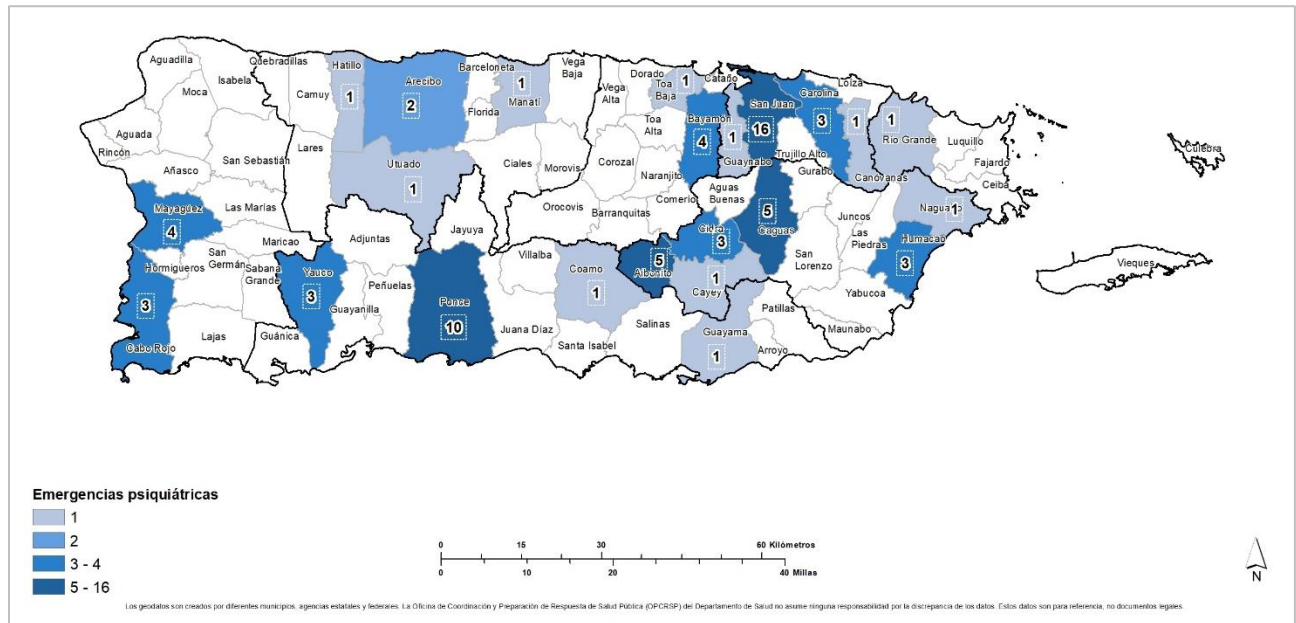 Aguadilla
Quebradillas
Isabela
Moca
Aguada
Rincón
Añasco
San Sebastián
Camuy
Hatillo
1
Arecibo
2
Lares
Utuado
1
Barceloneta
Florida
Manatí
1
Vega
Baja
Vega
Alta
Dorado
Toa
Baja
1
Toa
Alta
Cataño
Bayamón
4
Guaynabo
1
San Juan
16
Carolina
3
Trujillo Alto
Loíza
Canóvanas
1
Rio Grande
1
Luquillo
Fajardo
Ceiba
Culebra
Ciales
Morovis
Corozal
Naranjito
Comerío
Orocovis
Barranquitas
Aguas
Buenas
Gurabo
Caguas
5
Cidra
3
Juncos
Las
Piedras
Naguabo
1
Humacao
3
San
Lorenzo
Yabucoa
Maunabo
Patillas
Arroyo
Guayama
1
Cayey
1
Aibonito
5
Coamo
1
Salinas
Santa Isabel
Villalba
Juana Díaz
Jayuya
Adjuntas
Ponce
10
Peñuelas
Guayanilla
Yauco
3
Guánica
Maricao
Las Marías
Mayagüez
4
Hormigueros
San
Germán
Sabana
Grande
Lajas
3
Cabo Rojo
Vieques
Emergencias psiquiátricas
1
2
3 - 4
5 - 16
0 15 30 60 Kilómetros
0 10 20 40 Millas
N
Los geodatos son creados por diferentes municipios, agencias estatales y federales. La Oficina de Coordinación y Preparación de Respuesta de Salud Pública (OPCRSP) del Departamento de Salud no asume ninguna responsabilidad por la discrepancia de los datos. Estos datos son para referencia, no documentos legales.